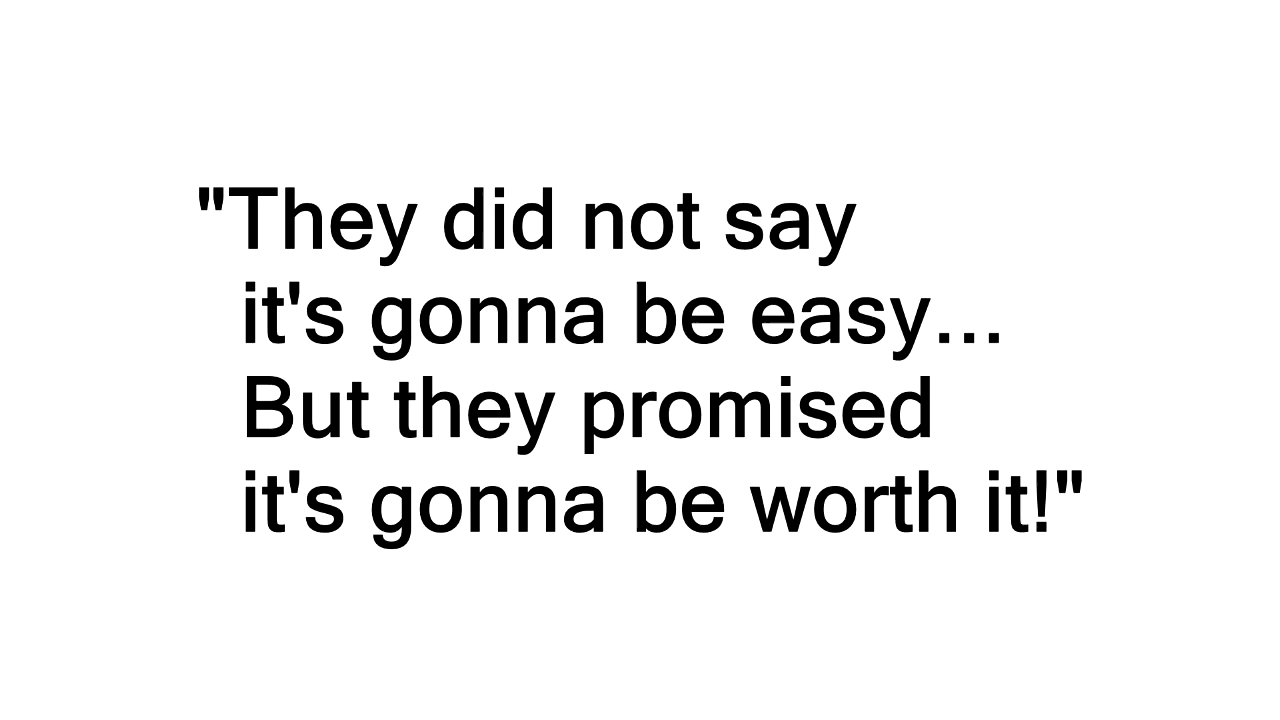 "They did not say
it's gonna be easy...
But they promised
it's gonna be worth it!"